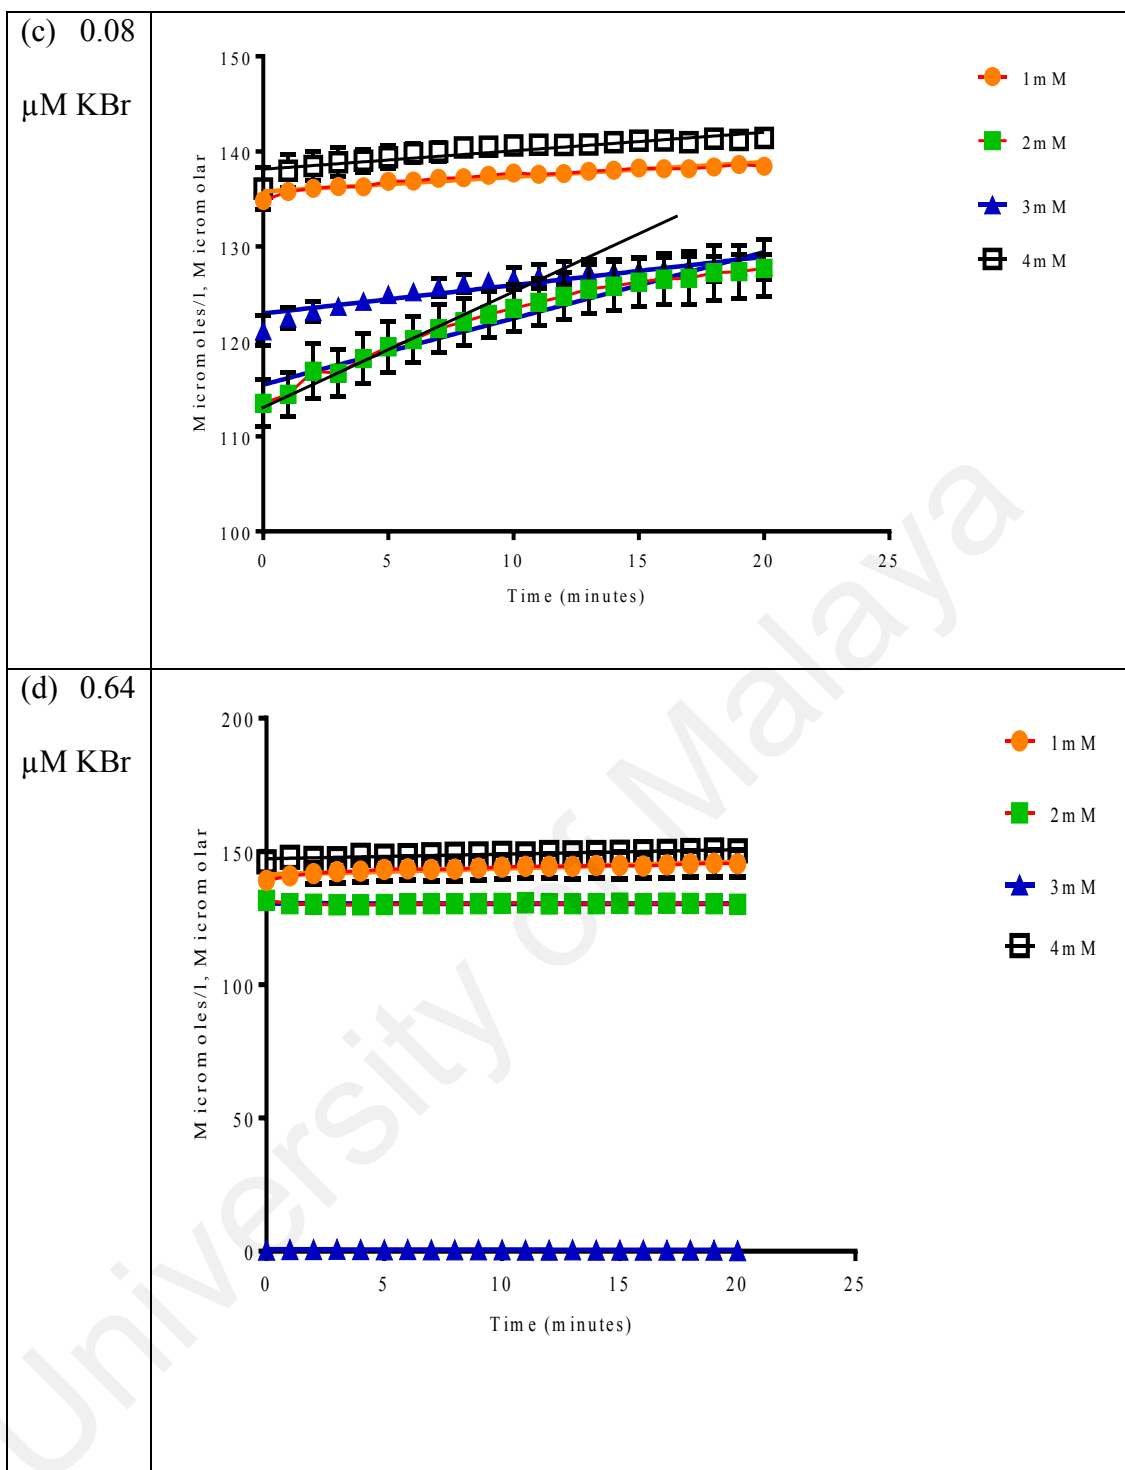 (c) 0.08
µM KBr
150
140
130
120
110
100
Micromoles/l, Micromolar
0 5 10 15 20 25
Time (minutes)
1mM
2mM
3mM
4mM
(d) 0.64
µM KBr
200
150
100
50
0
Micromoles/l, Micromolar
0 5 10 15 20 25
Time (minutes)
1mM
2mM
3mM
4mM
University of Malaya